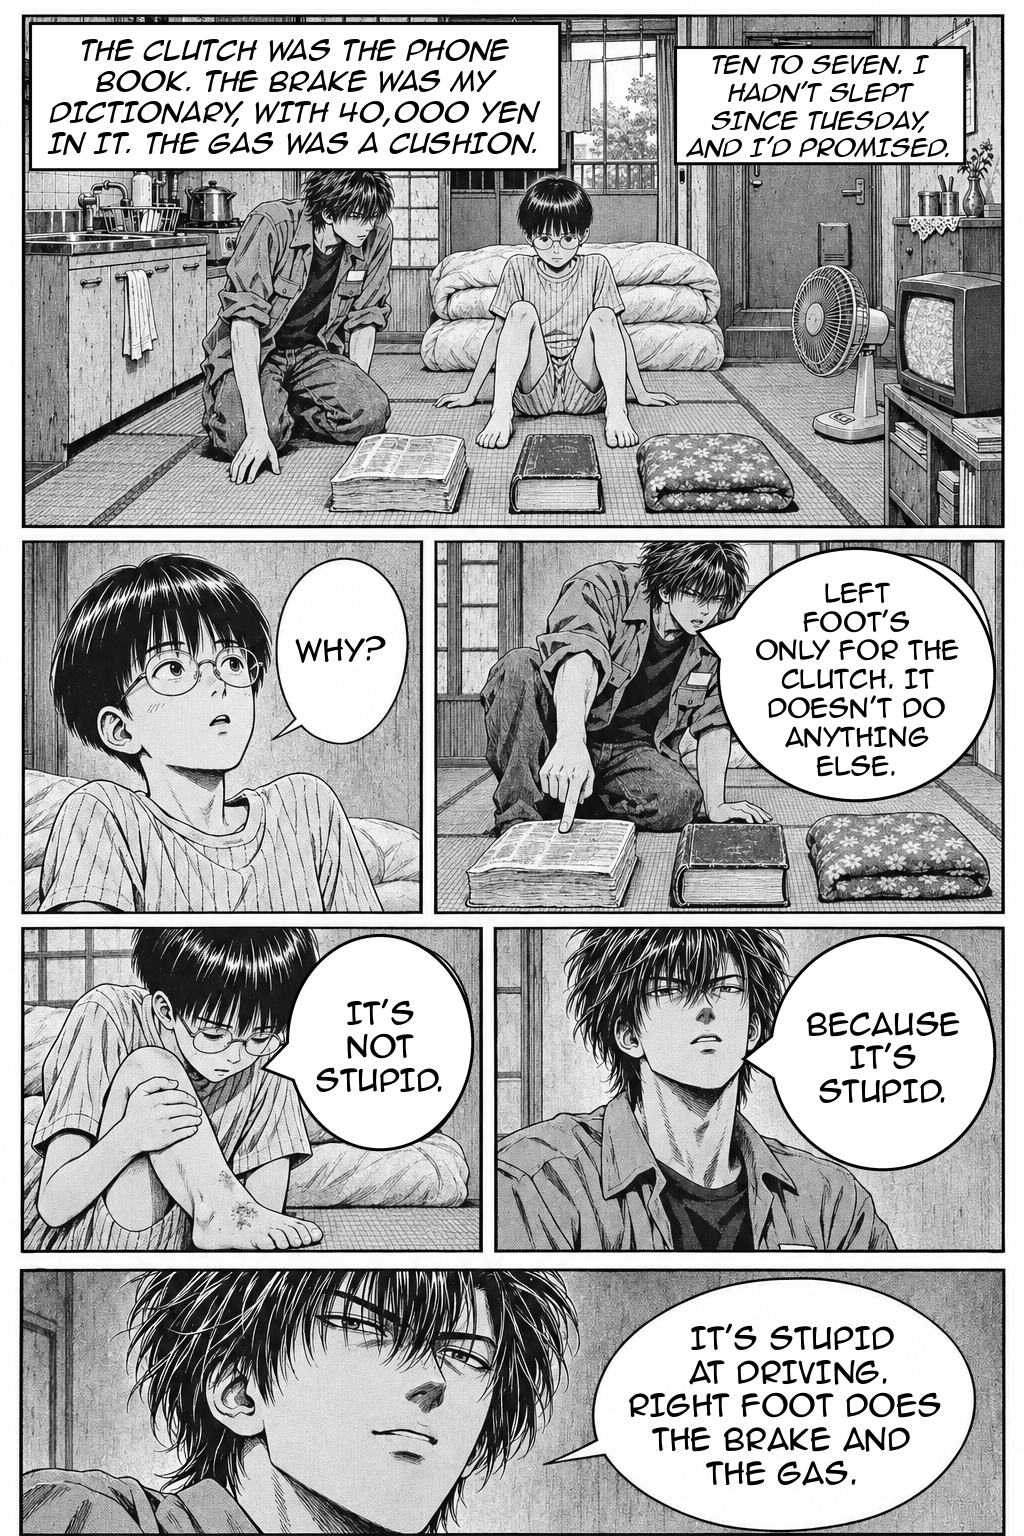 TEN TO SEVEN. I
HADN'T SLEPT
SINCE TUESDAY,
AND I'D PROMISED.
THE CLUTCH WAS THE PHONE
BOOK. THE BRAKE WAS MY
DICTIONARY, WITH 40,000 YEN
IN IT. THE GAS WAS A CUSHION.
LEFT
FOOT'S
ONLY FOR THE
CLUTCH. IT
DOESN'T DO
ANYTHING
ELSE.
WHY?
BECAUSE
IT'S
STUPID.
IT'S
NOT
STUPID.
IT'S STUPID
AT DRIVING.
RIGHT FOOT DOES
THE BRAKE AND
THE GAS.